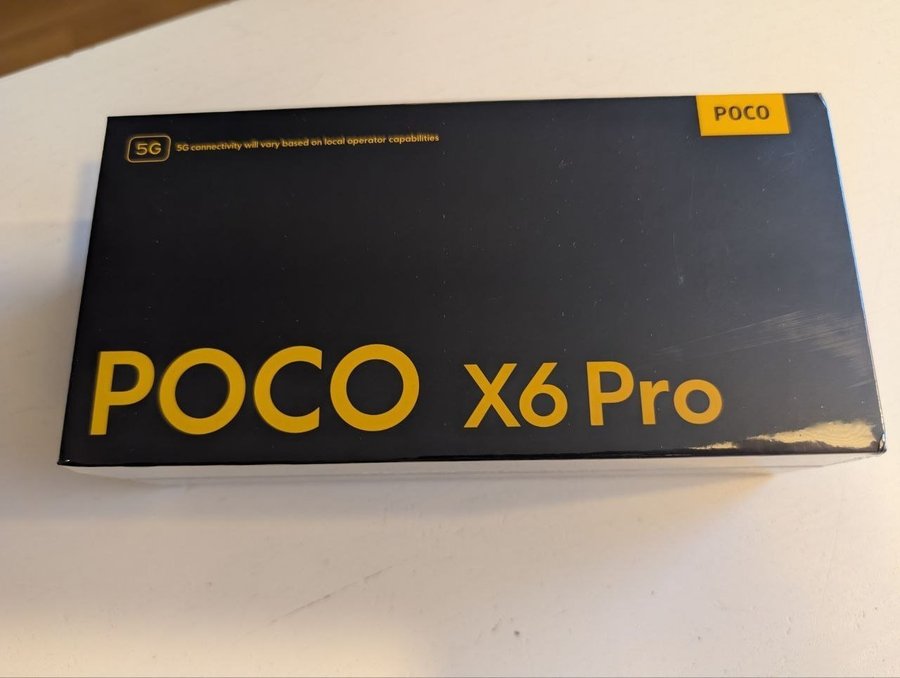 5G 5G connectivity will vary based on local operator capabilities
POCO
POCO X6 Pro